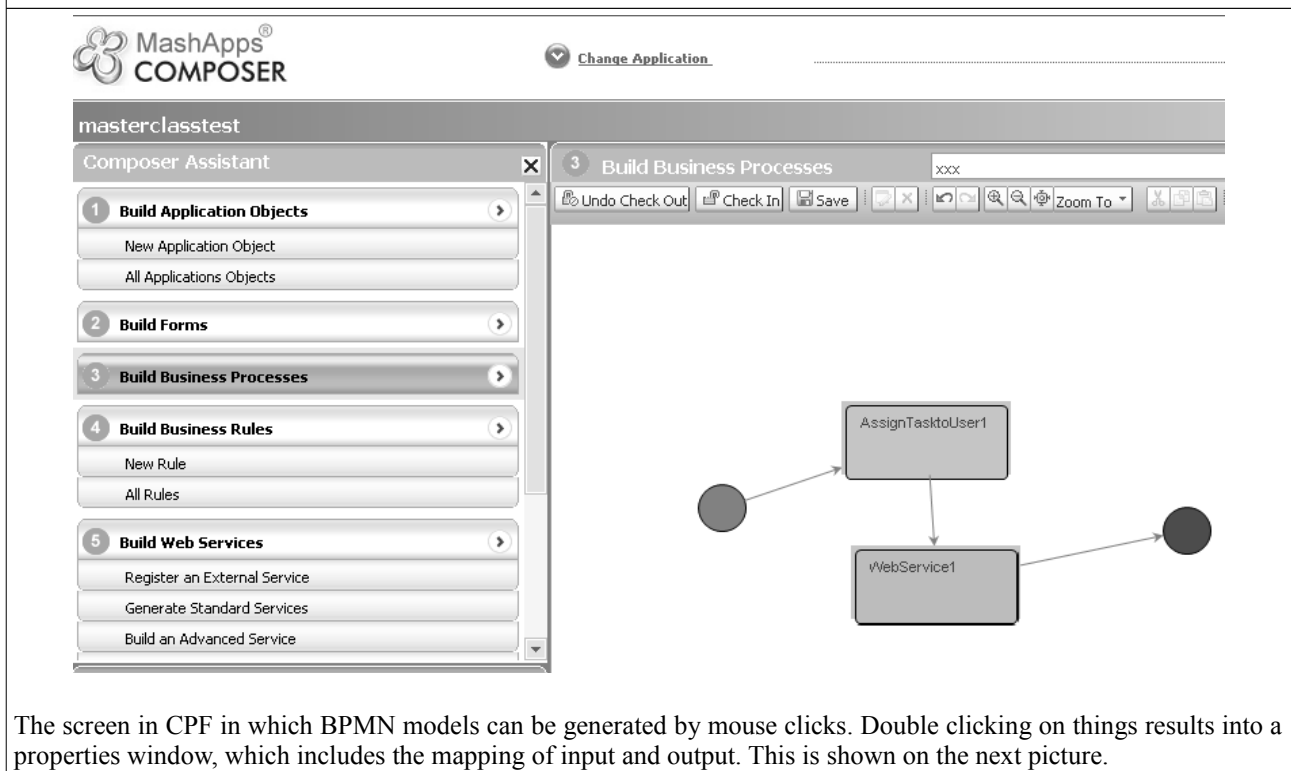 MashApps®
COMPOSER
Change Application
masterclasstest
Composer Assistant
3 Build Business Processes
xxx
1 Build Application Objects
New Application Object
All Applications Objects
2 Build Forms
3 Build Business Processes
4 Build Business Rules
New Rule
All Rules
5 Build Web Services
Register an External Service
Generate Standard Services
Build an Advanced Service
Undo Check Out
Check In
Save
Zoom To
AssignTasktoUser1
WebService1
The screen in CPF in which BPMN models can be generated by mouse clicks. Double clicking on things results into a
properties window, which includes the mapping of input and output. This is shown on the next picture.